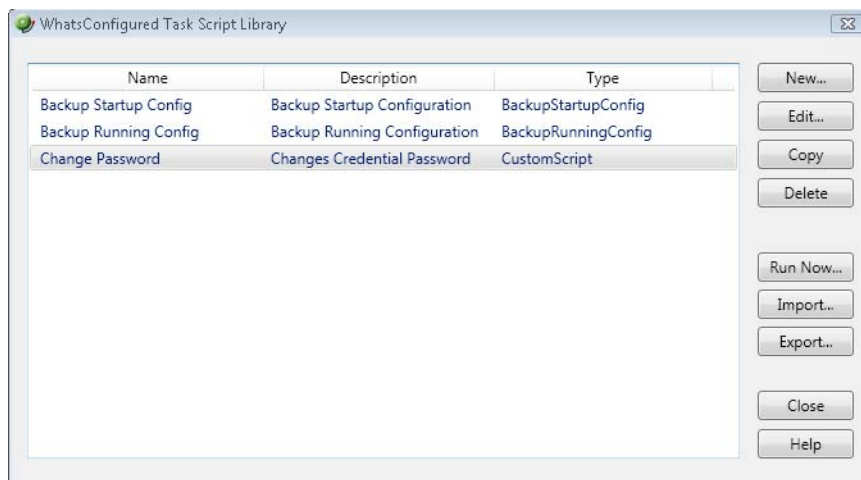 WhatsConfigured Task Script Library
Name Description Type
Backup Startup Config Backup Startup Configuration BackupStartupConfig
Backup Running Config Backup Running Configuration BackupRunningConfig
Change Password Changes Credential Password CustomScript
New...
Edit...
Copy
Delete
Run Now...
Import...
Export...
Close
Help